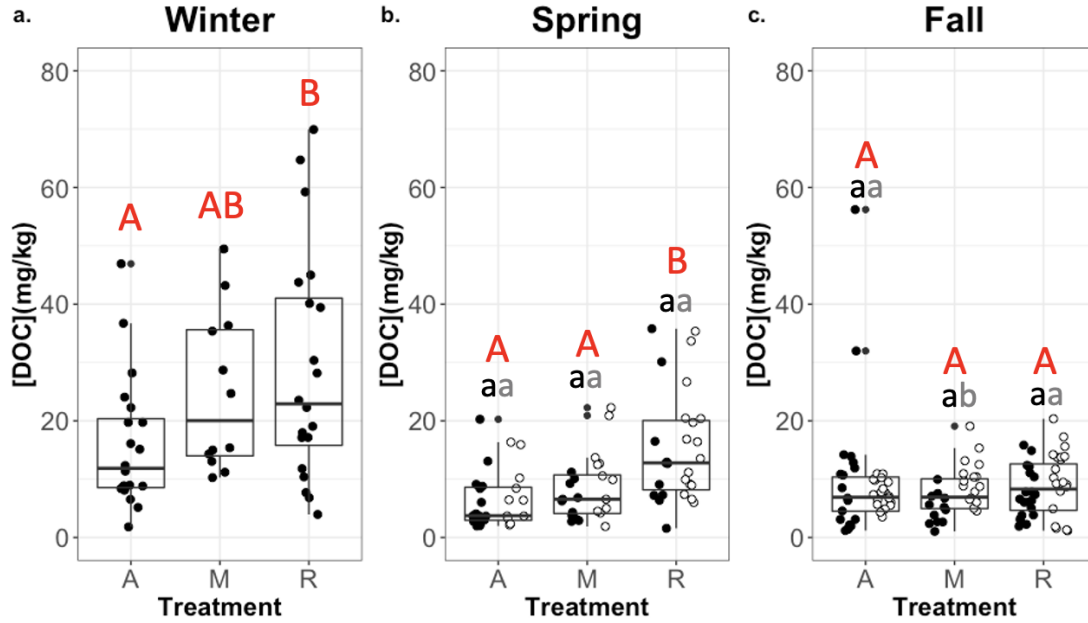 a.
Winter
[DOC](mg/kg)
80
60
40
20
0
A
AB
B
A
M
R
Treatment
b.
Spring
[DOC](mg/kg)
80
60
40
20
0
A
aa
A
aa
B
aa
A
M
R
Treatment
c.
Fall
[DOC](mg/kg)
80
60
40
20
0
A
aa
A
ab
A
aa
A
M
R
Treatment